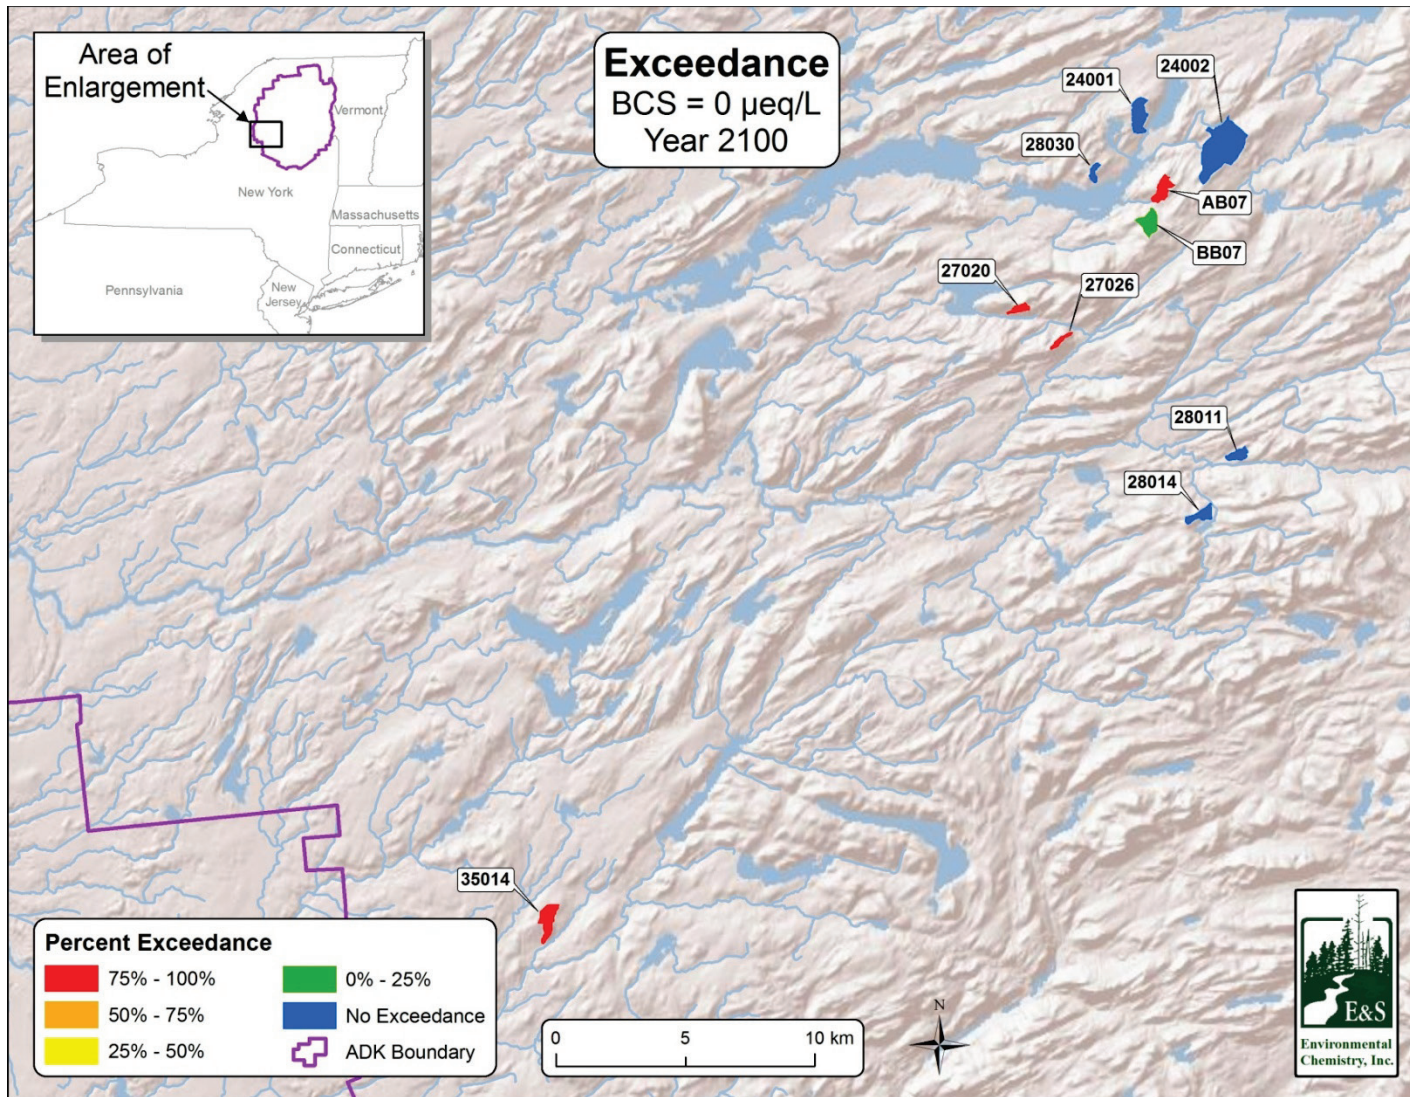 Area of
Enlargement
Vermont
New York
Massachusetts
Connecticut
Pennsylvania
New
Jersey
Exceedance
BCS = 0 µeq/L
Year 2100
24001
24002
28030
AB07
BB07
27020
27026
28011
28014
35014
Percent Exceedance
75% - 100%
50% - 75%
25% - 50%
0% - 25%
No Exceedance
ADK Boundary
0 5 10 km
N
E&S
Environmental
Chemistry, Inc.